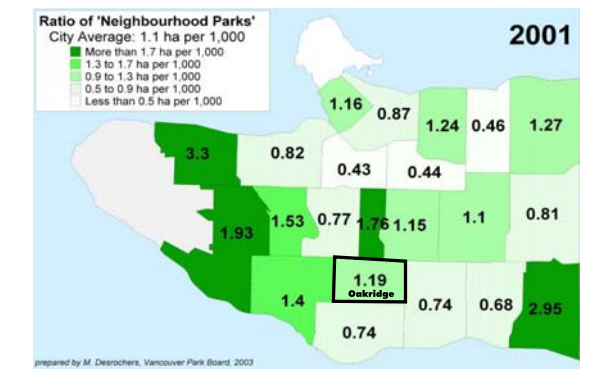 Ratio of 'Neighbourhood Parks'
City Average: 1.1 ha per 1,000
More than 1.7 ha per 1,000
1.3 to 1.7 ha per 1,000
0.9 to 1.3 ha per 1,000
0.5 to 0.9 ha per 1,000
Less than 0.5 ha per 1,000
2001
1.16
0.87
1.24
0.46
1.27
3.3
0.82
0.43
0.44
1.93
1.53
0.77
1.76
1.15
1.1
0.81
1.19
Oakridge
1.4
0.74
0.74
0.68
2.95
prepared by M. Desrochers, Vancouver Park Board, 2003